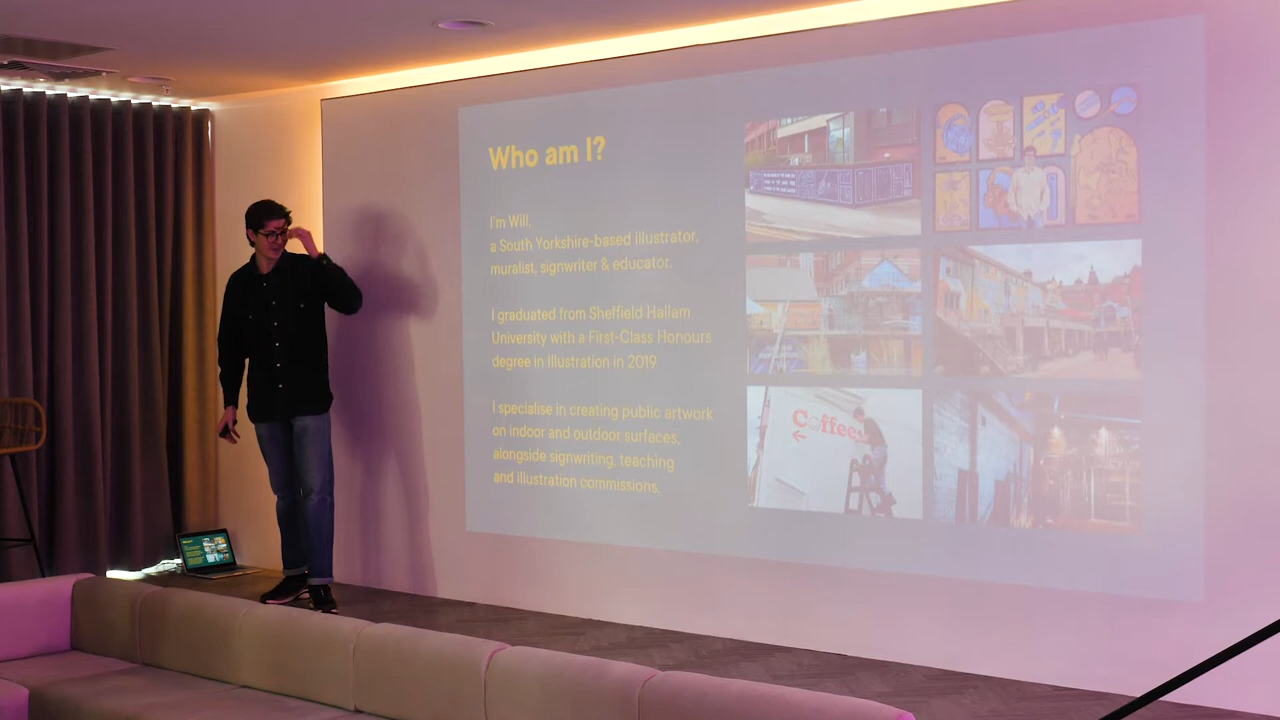 Who am I?
I'm Will,
a South Yorkshire-based illustrator,
muralist, signwriter & educator.
I graduated from Sheffield Hallam
University with a First-Class Honours
degree in Illustration in 2019
I specialise in creating public artwork
on indoor and outdoor surfaces,
alongside signwriting, teaching
and illustration commissions.
Coffee